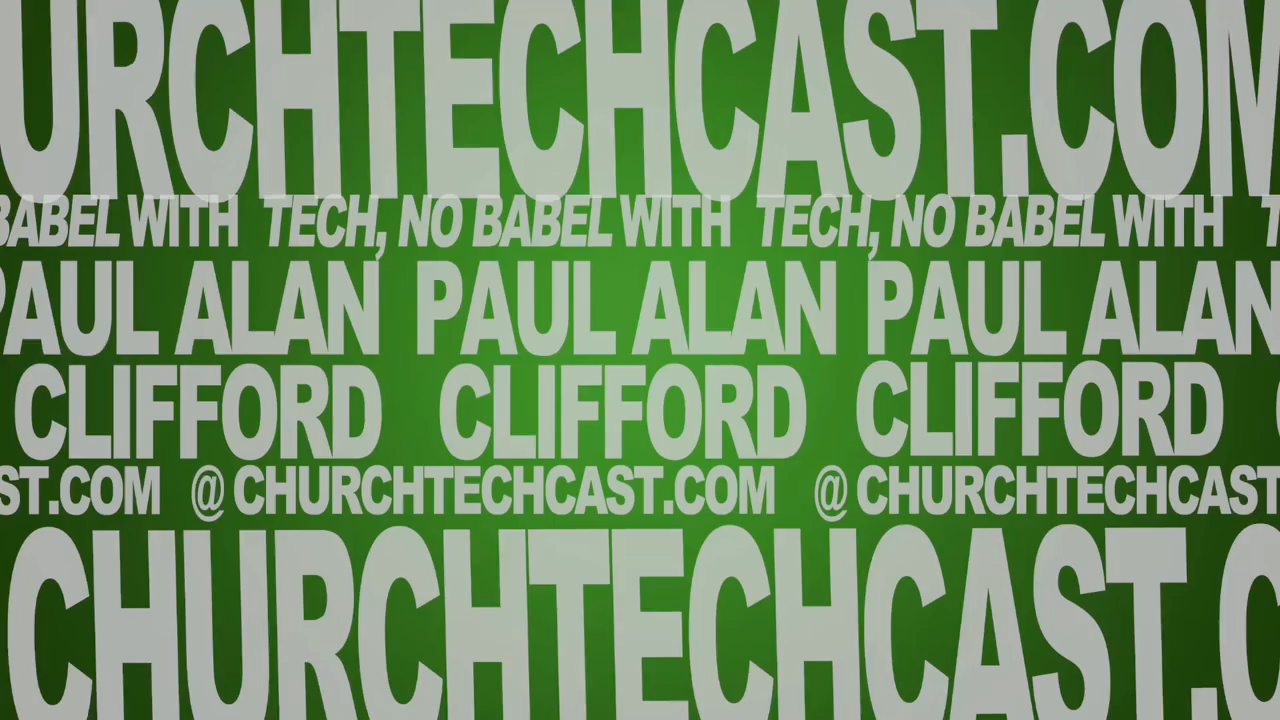 URCHTECHCAST.COM
BABEL WITH TECH, NO BABEL WITH TECH, NO BABEL WITH T
PAUL ALAN PAUL ALAN PAUL ALAN
CLIFFORD CLIFFORD CLIFFORD
ST.COM @CHURCHTECHCAST.COM @CHURCHTECHCAST
CHURCHTECHCAST.C